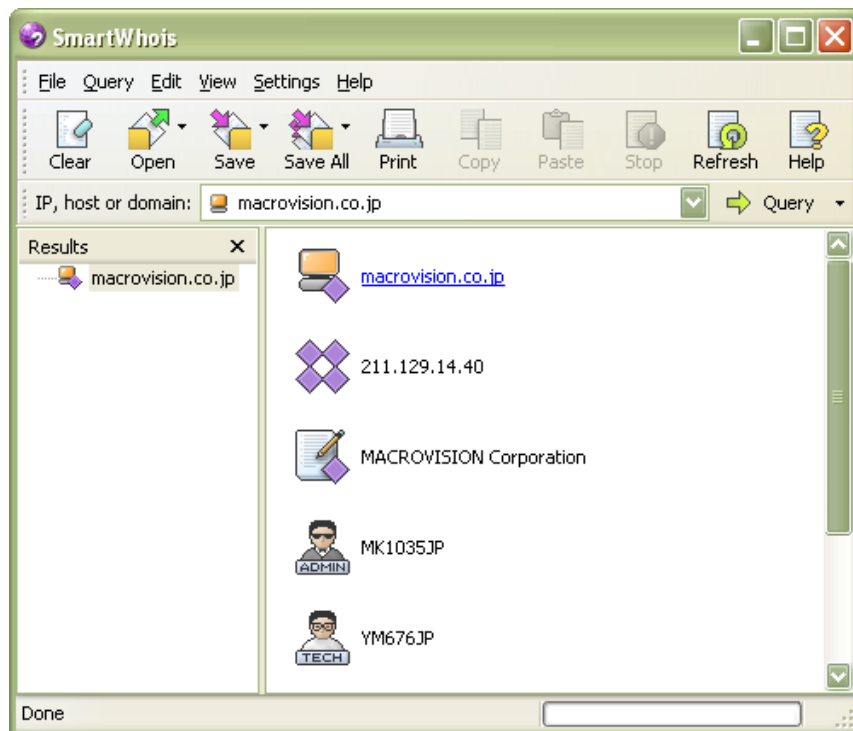 SmartWhois
File Query Edit View Settings Help
Clear Open Save Save All Print Copy Paste Stop Refresh Help
IP, host or domain: macrovision.co.jp Query
Results
macrovision.co.jp
macrovision.co.jp
211.129.14.40
MACROVISION Corporation
ADMIN MK1035JP
TECH YM676JP
Done